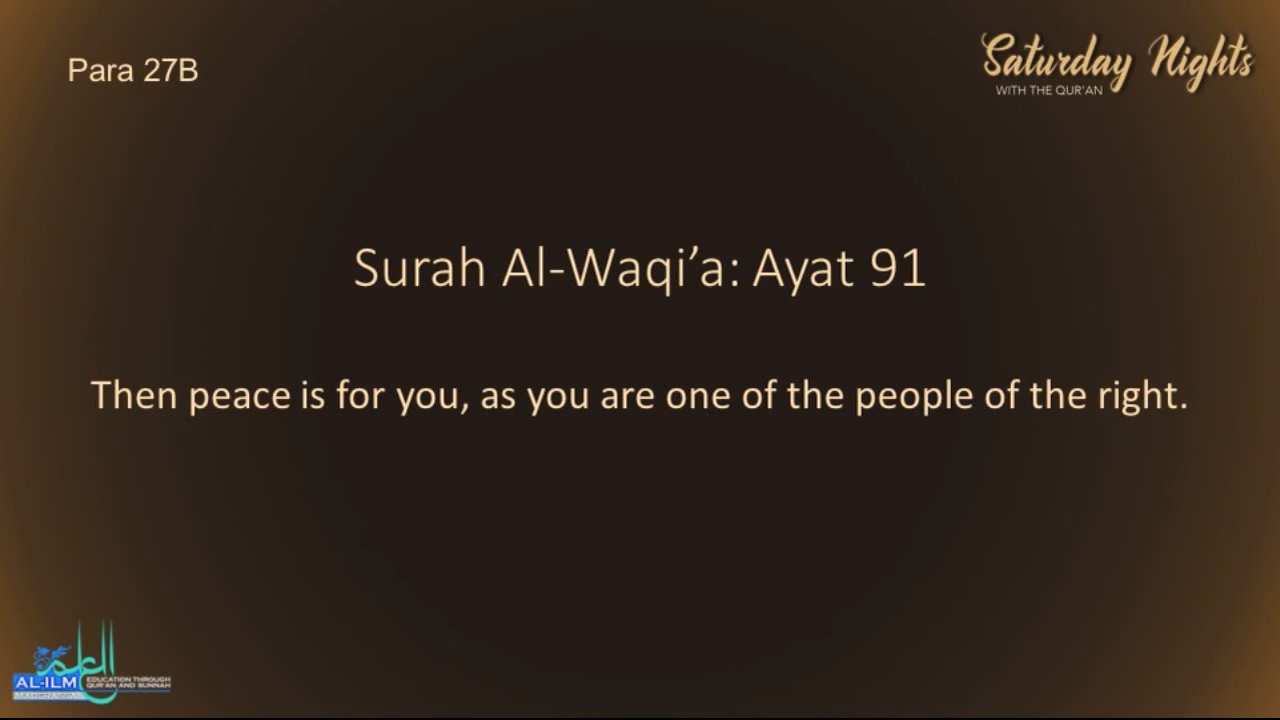 Para 27B
Saturday Nights
WITH THE QUR'AN
Surah Al-Waqi’a: Ayat 91
Then peace is for you, as you are one of the people of the right.
العلم
AL-ILM
EDUCATION THROUGH
QUR'AN AND SUNNAH